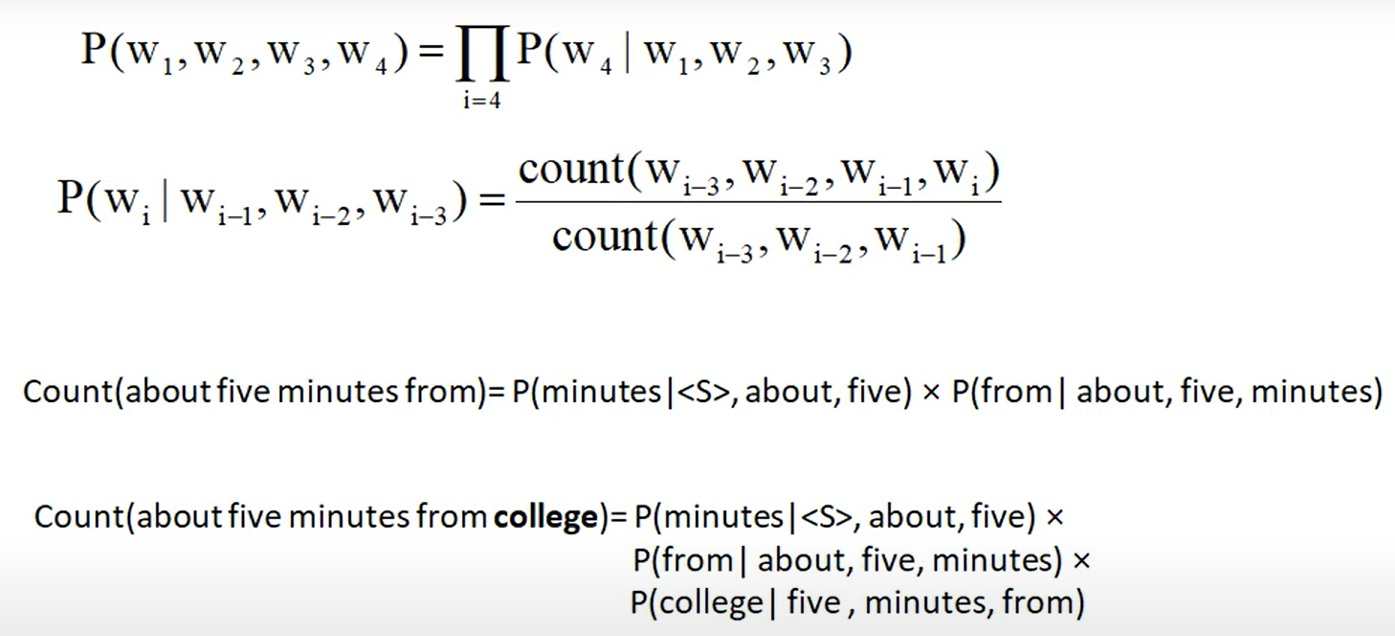 P(w₁, w₂, w₃, w₄) = ∏ P(w₄ | w₁, w₂, w₃)
i=4
count(wᵢ₋₃, wᵢ₋₂, wᵢ₋₁, wᵢ)
P(wᵢ | wᵢ₋₁, wᵢ₋₂, wᵢ₋₃) =
count(wᵢ₋₃, wᵢ₋₂, wᵢ₋₁)
Count(about five minutes from)= P(minutes|<S>, about, five) × P(from| about, five, minutes)
Count(about five minutes from college)= P(minutes|<S>, about, five) ×
P(from| about, five, minutes) ×
P(college| five , minutes, from)